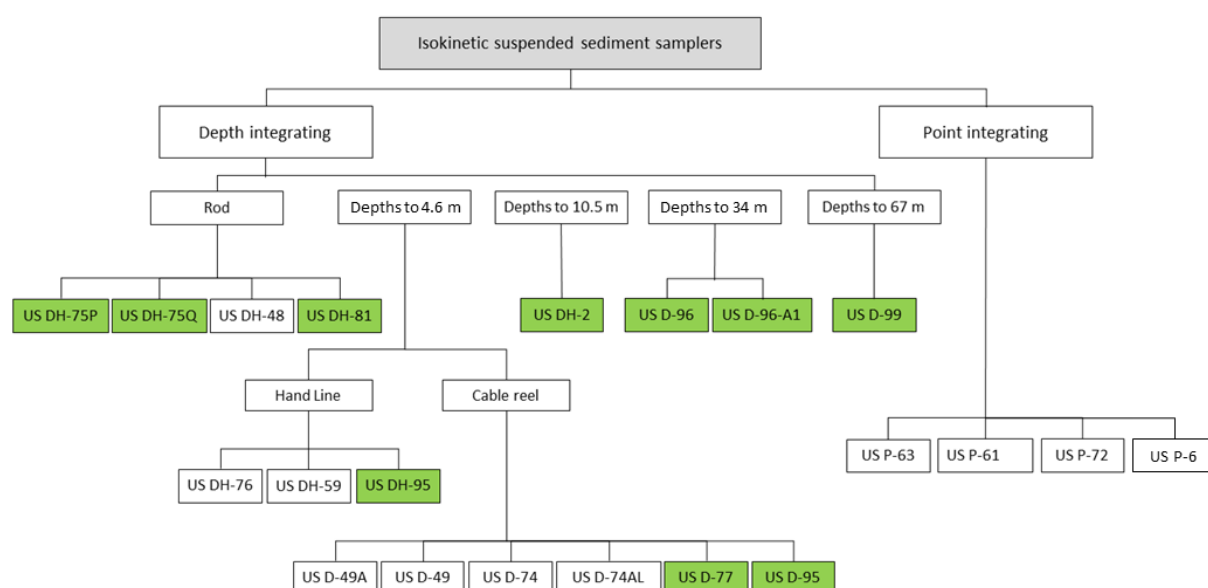 Isokinetic suspended sediment samplers
Depth integrating
Point integrating
Rod
Depths to 4.6 m
Depths to 10.5 m
Depths to 34 m
Depths to 67 m
US DH-75P
US DH-75Q
US DH-48
US DH-81
US DH-2
US D-96
US D-96-A1
US D-99
Hand Line
Cable reel
US P-63
US P-61
US P-72
US P-6
US DH-76
US DH-59
US DH-95
US D-49A
US D-49
US D-74
US D-74AL
US D-77
US D-95